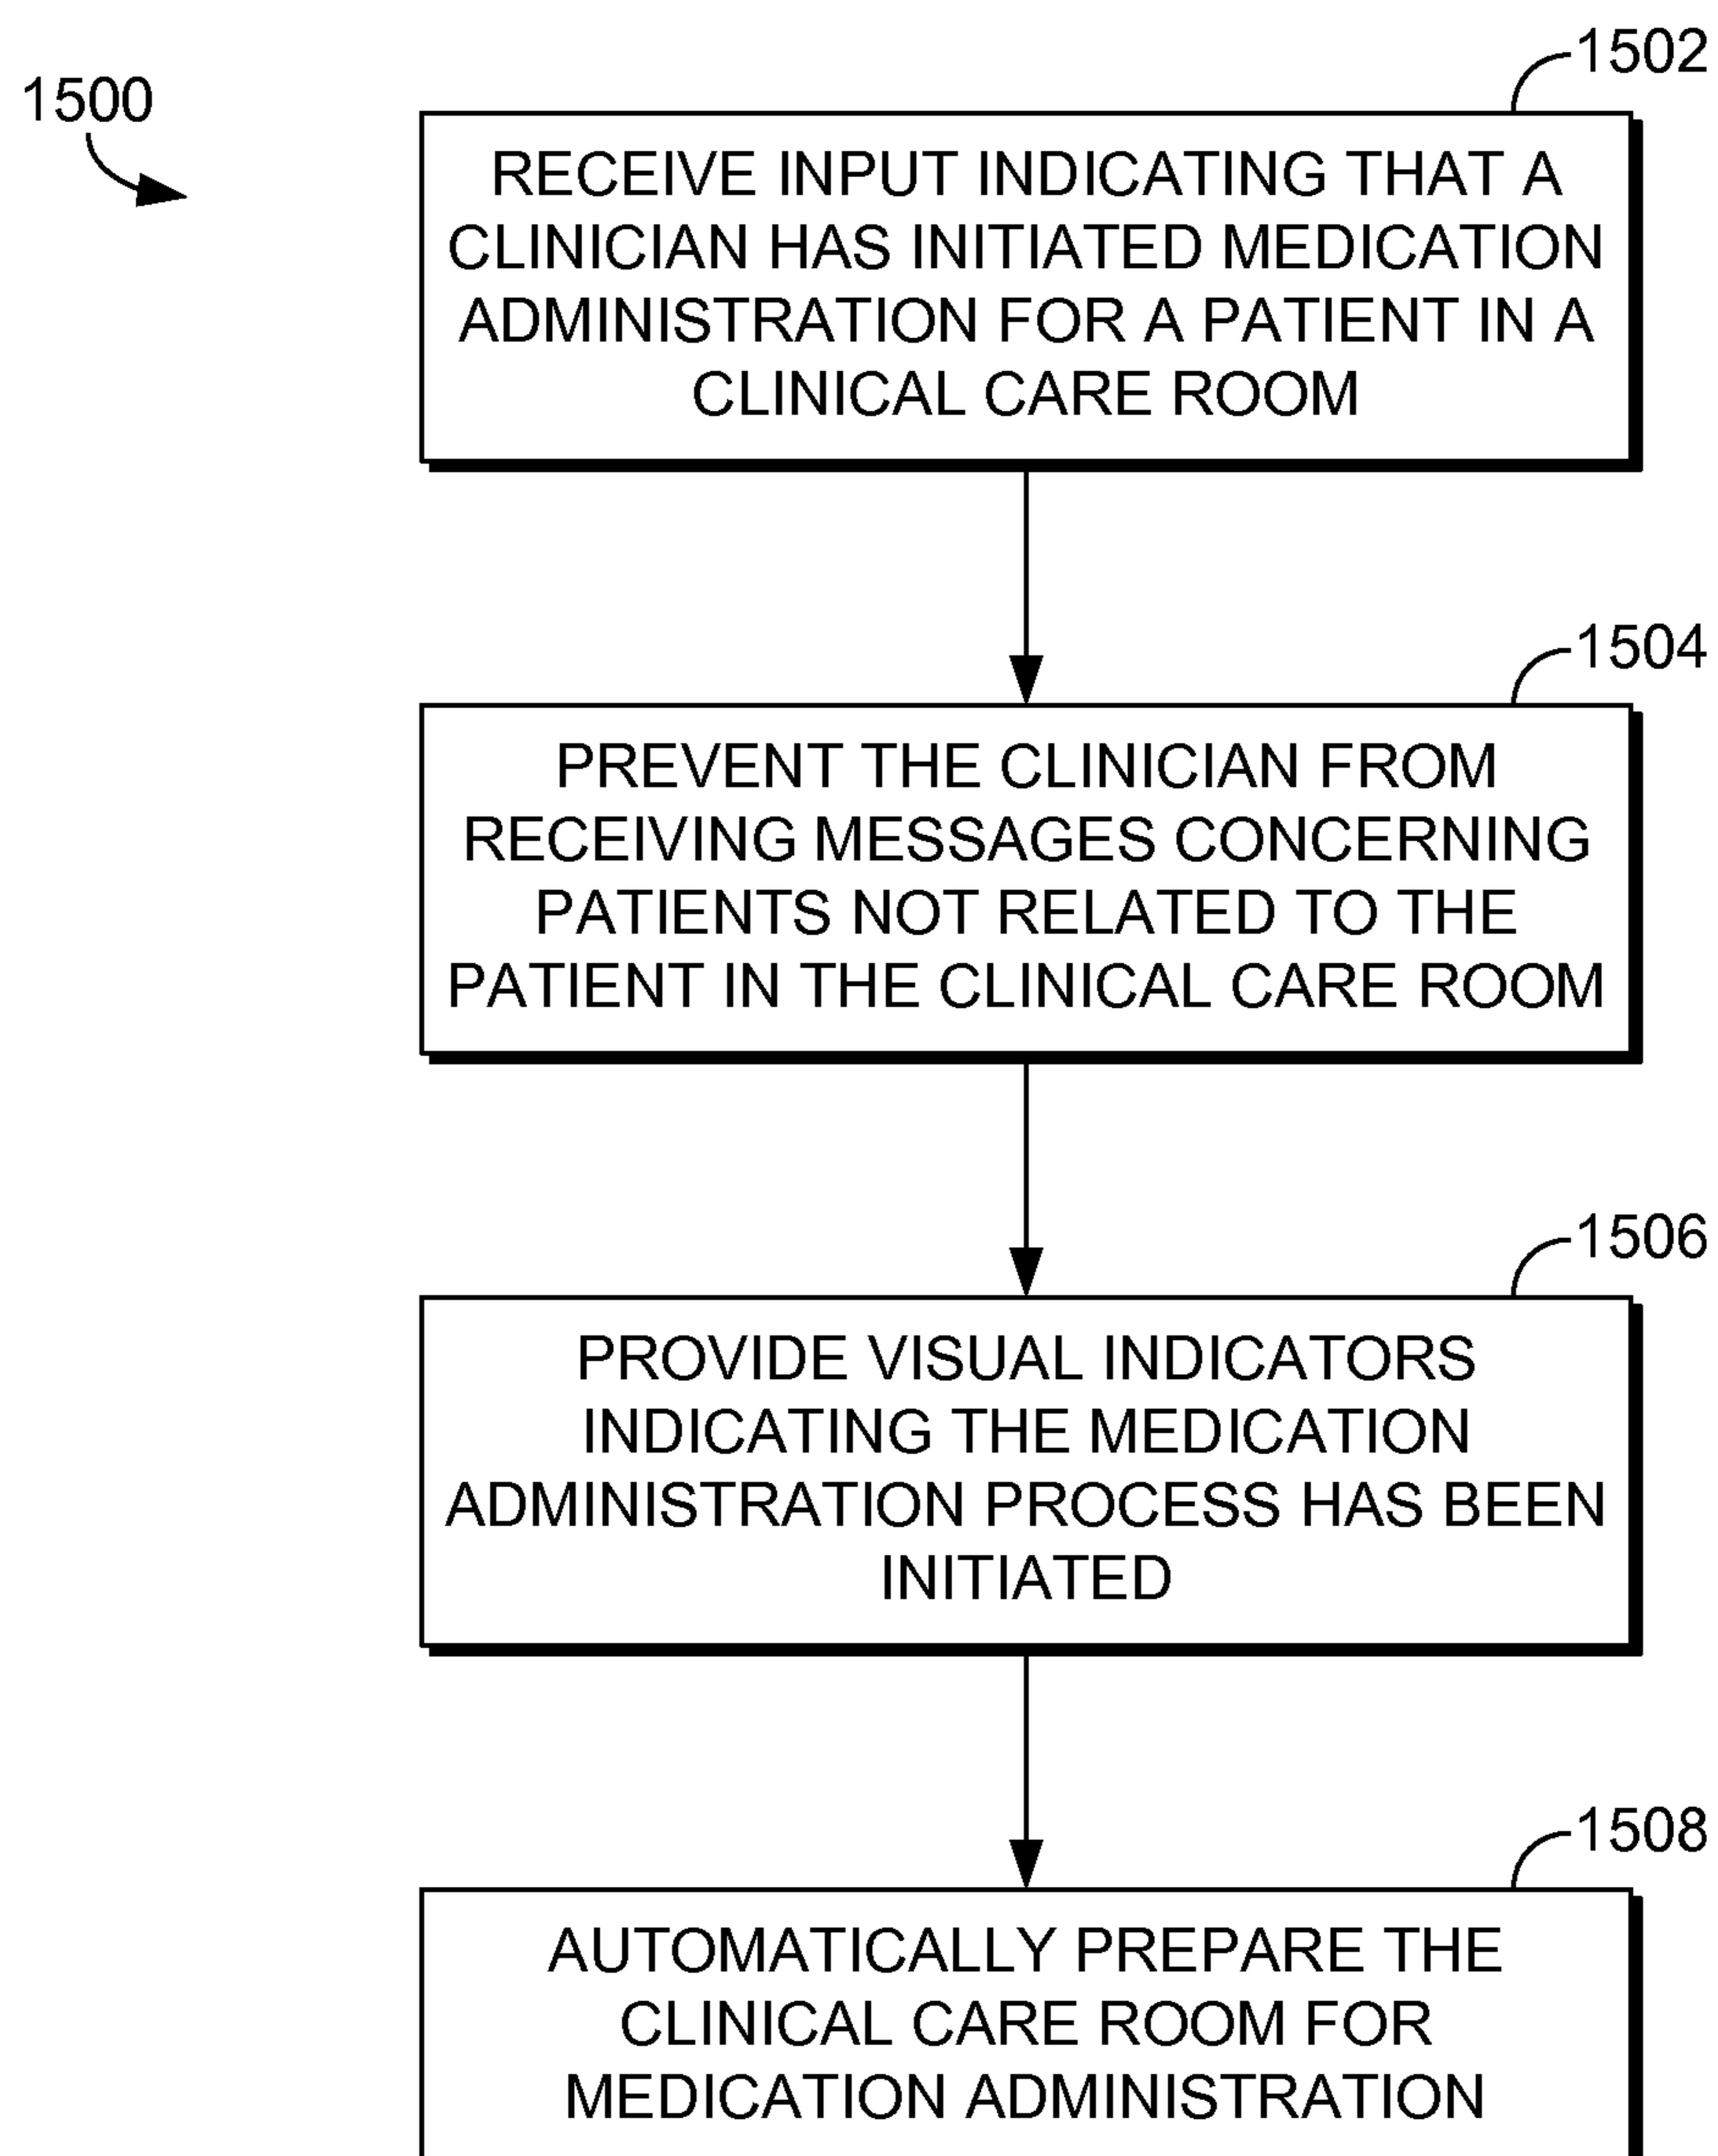 1500
1502
RECEIVE INPUT INDICATING THAT A
CLINICIAN HAS INITIATED MEDICATION
ADMINISTRATION FOR A PATIENT IN A
CLINICAL CARE ROOM
1504
PREVENT THE CLINICIAN FROM
RECEIVING MESSAGES CONCERNING
PATIENTS NOT RELATED TO THE
PATIENT IN THE CLINICAL CARE ROOM
1506
PROVIDE VISUAL INDICATORS
INDICATING THE MEDICATION
ADMINISTRATION PROCESS HAS BEEN
INITIATED
1508
AUTOMATICALLY PREPARE THE
CLINICAL CARE ROOM FOR
MEDICATION ADMINISTRATION